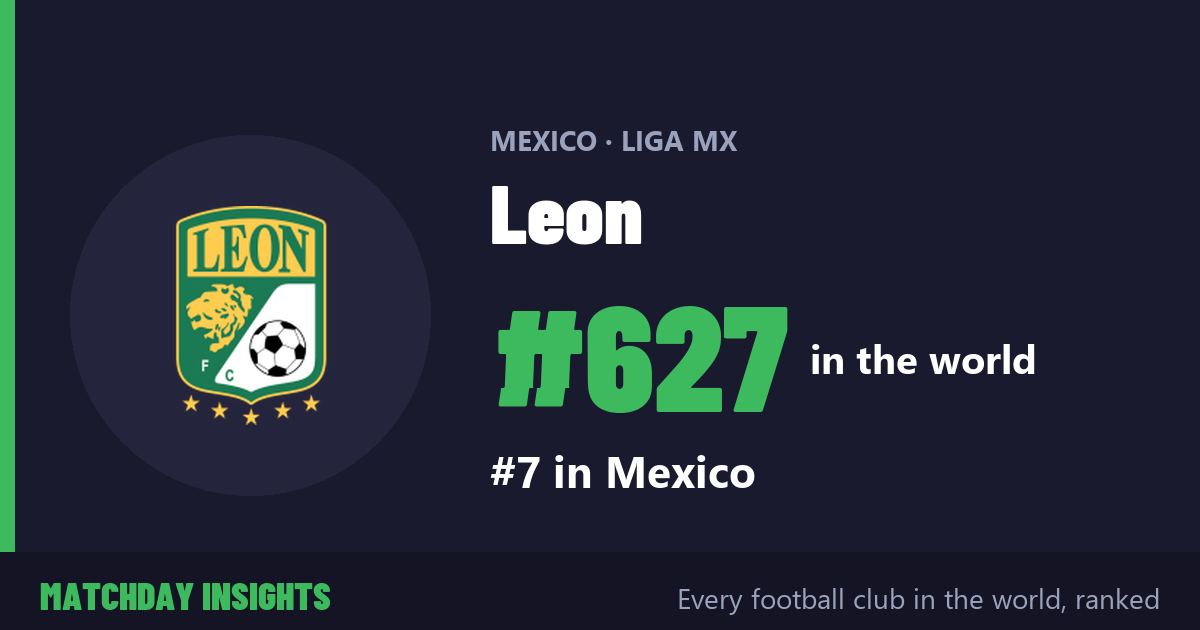 MEXICO · LIGA MX
Leon
LEON
F C
#627 in the world
#7 in Mexico
MATCHDAY INSIGHTS
Every football club in the world, ranked